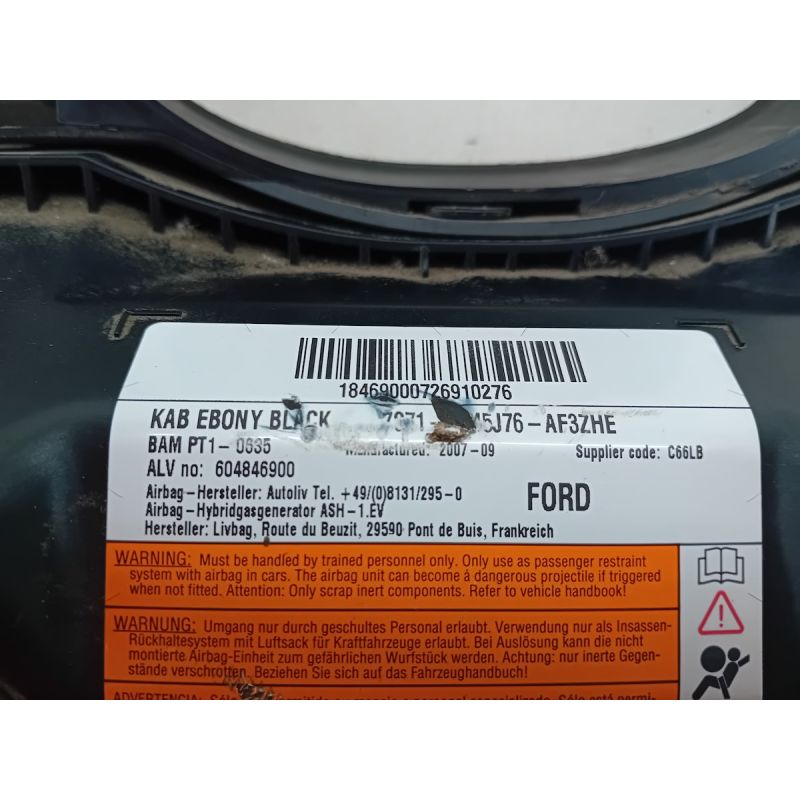 18469000726910276
KAB EBONY BLACK J76-AF3ZHE
BAM PT1-0635 Manufactured: 2007-09 Supplier code: C66LB
ALV no: 604846900
Airbag-Hersteller: Autoliv Tel. +49/(0)8131/295-0
FORD
Airbag-Hybridgasgenerator ASH-1.EV
Hersteller: Livbag, Route du Beuzit, 29590 Pont de Buis, Frankreich
WARNING: Must be handled by trained personnel only. Only use as passenger restraint
system with airbag in cars. The airbag unit can become à dangerous projectile if triggered
when not fitted. Attention: Only scrap inert components. Refer to vehicle handbook!
WARNUNG: Umgang nur durch geschultes Personal erlaubt. Verwendung nur als Insassen-
Rückhaltesystem mit Luftsack für Kraftfahrzeuge erlaubt. Bei Auslösung kann die nicht
montierte Airbag-Einheit zum gefährlichen Wurfstück werden. Achtung: nur inerte Gegen-
stände verschrotten. Beziehen Sie sich auf das Fahrzeughandbuch!
ADVERTENCIA: Sólo